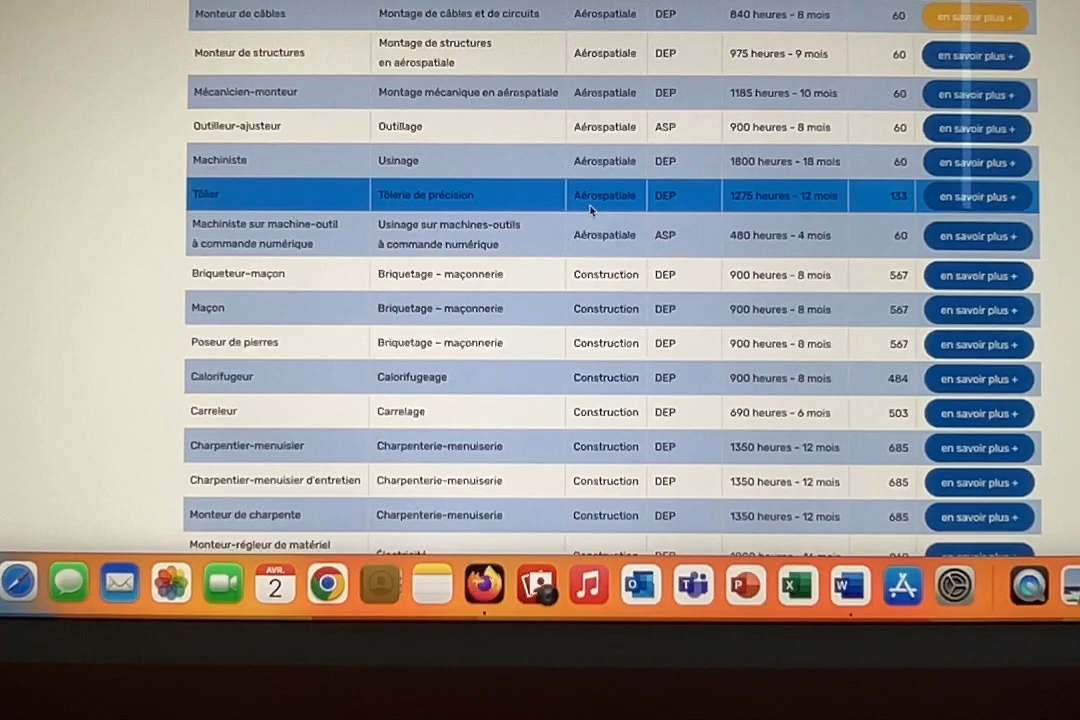 Monteur de câbles Montage de câbles et de circuits Aérospatiale DEP 840 heures - 8 mois 60 en savoir plus +
Monteur de structures Montage de structures en aérospatiale Aérospatiale DEP 975 heures - 9 mois 60 en savoir plus +
Mécanicien-monteur Montage mécanique en aérospatiale Aérospatiale DEP 1185 heures - 10 mois 60 en savoir plus +
Outilleur-ajusteur Outillage Aérospatiale ASP 900 heures - 8 mois 60 en savoir plus +
Machiniste Usinage Aérospatiale DEP 1800 heures - 18 mois 60 en savoir plus +
Tôlier Tôlerie de précision Aérospatiale DEP 1275 heures - 12 mois 133 en savoir plus +
Machiniste sur machine-outil à commande numérique Usinage sur machines-outils à commande numérique Aérospatiale ASP 480 heures - 4 mois 60 en savoir plus +
Briqueteur-maçon Briquetage - maçonnerie Construction DEP 900 heures - 8 mois 567 en savoir plus +
Maçon Briquetage - maçonnerie Construction DEP 900 heures - 8 mois 567 en savoir plus +
Poseur de pierres Briquetage - maçonnerie Construction DEP 900 heures - 8 mois 567 en savoir plus +
Calorifugeur Calorifugeage Construction DEP 900 heures - 8 mois 484 en savoir plus +
Carreleur Carrelage Construction DEP 690 heures - 6 mois 503 en savoir plus +
Charpentier-menuisier Charpenterie-menuiserie Construction DEP 1350 heures - 12 mois 685 en savoir plus +
Charpentier-menuisier d'entretien Charpenterie-menuiserie Construction DEP 1350 heures - 12 mois 685 en savoir plus +
Monteur de charpente Charpenterie-menuiserie Construction DEP 1350 heures - 12 mois 685 en savoir plus +
Monteur-régleur de matériel
AVR.
2